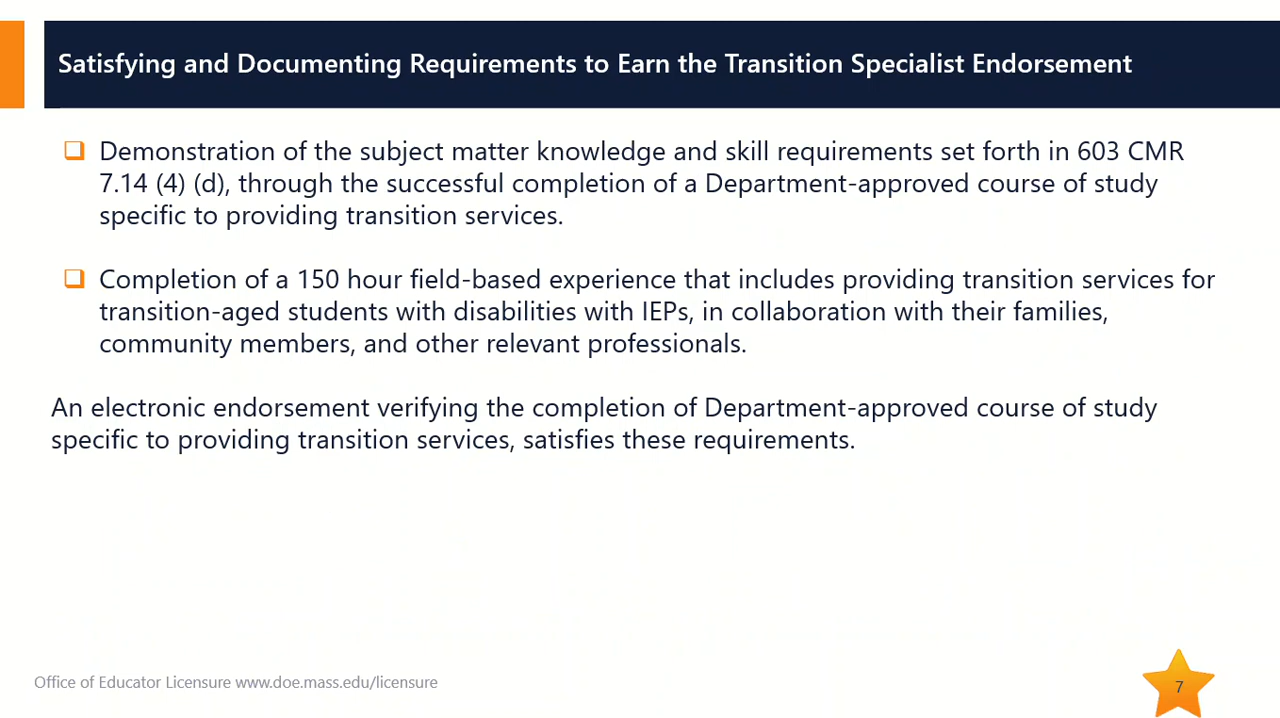 Satisfying and Documenting Requirements to Earn the Transition Specialist Endorsement
Demonstration of the subject matter knowledge and skill requirements set forth in 603 CMR
7.14 (4) (d), through the successful completion of a Department-approved course of study
specific to providing transition services.
Completion of a 150 hour field-based experience that includes providing transition services for
transition-aged students with disabilities with IEPs, in collaboration with their families,
community members, and other relevant professionals.
An electronic endorsement verifying the completion of Department-approved course of study
specific to providing transition services, satisfies these requirements.
Office of Educator Licensure www.doe.mass.edu/licensure
7